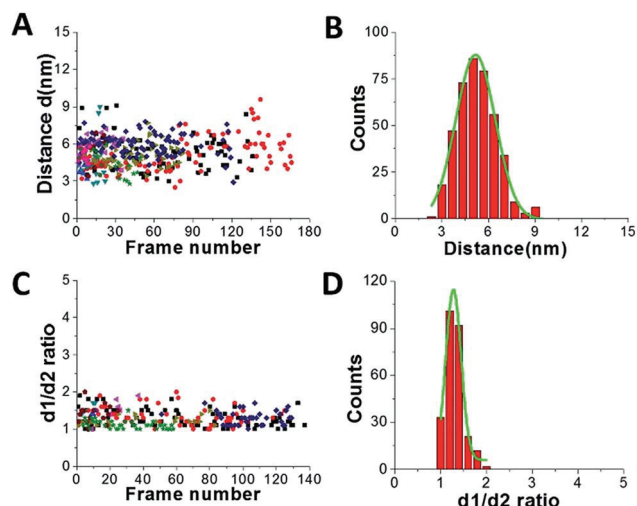 A
15
12
9
6
3
0
Distance d(nm)
0 30 60 90 120 150 180
Frame number
B
100
75
50
25
0
Counts
3 6 9 12 15
Distance(nm)
C
5
4
3
2
1
0
d1/d2 ratio
0 20 40 60 80 100 120 140
Frame number
D
120
90
60
30
0
Counts
0 1 2 3 4 5
d1/d2 ratio